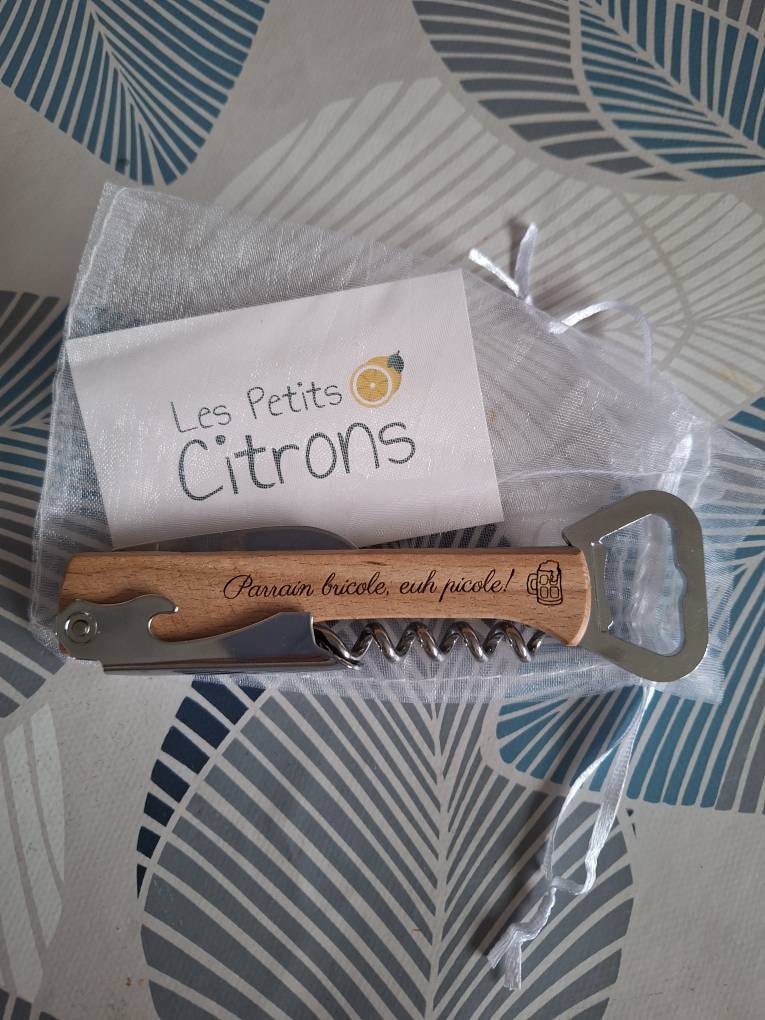 Les Petits
Citrons
Parrain bricole, euh picole!